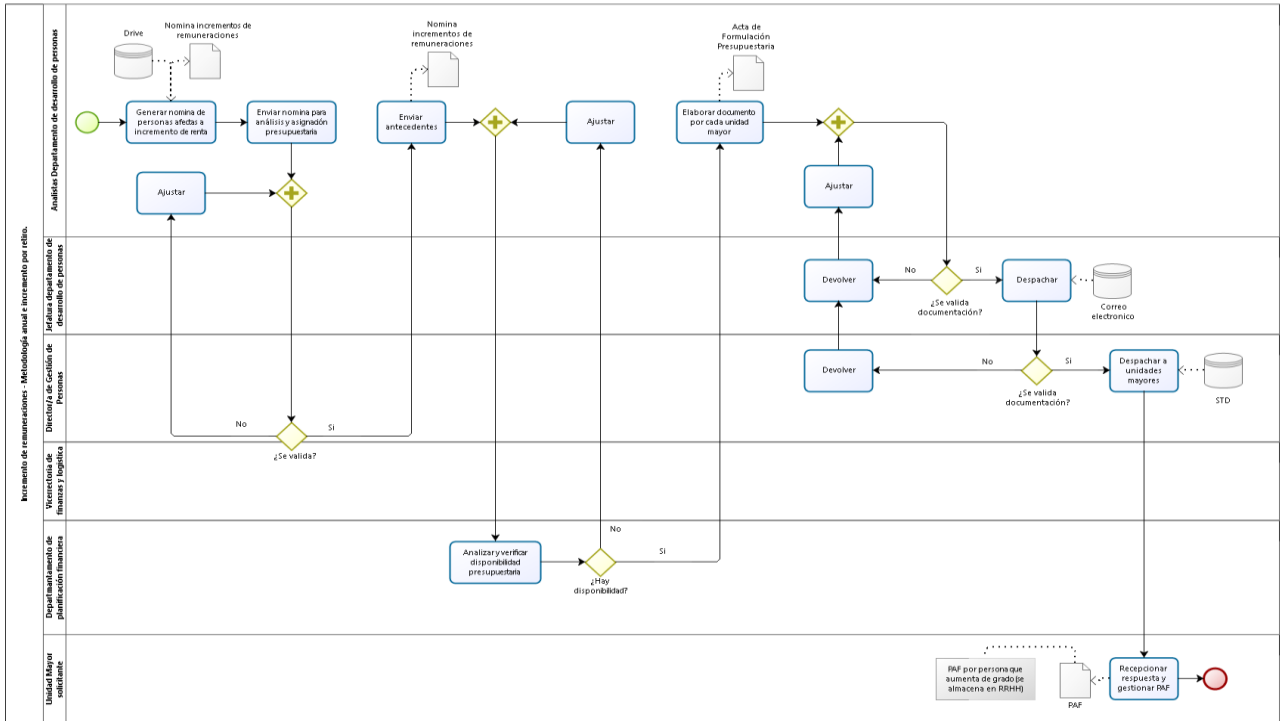 Incremento de remuneraciones - Metodología anual e incremento por retiro.
Analistas Departamento de desarrollo de personas
Drive
Nomina incrementos de
remuneraciones
Generar nomina de
personas afectas a
incremento de renta
Enviar nomina para
análisis y asignación
presupuestaria
Ajustar
Nomina
incrementos de
remuneraciones
Enviar
antecedentes
Ajustar
Acta de
Formulación
Presupuestaria
Elaborar documento
por cada unidad
mayor
Ajustar
Jefatura departamento de
desarrollo de personas
Devolver
No
¿Se valida
documentación?
Si
Despachar
Correo
electronico
Director/a de Gestión de
Personas
No
¿Se valida?
Si
Devolver
No
¿Se valida
documentación?
Si
Despachar a
unidades
mayores
STD
Vicerrectoría de
finanzas y logística
Departmantamento de
planificación financiera
Analizar y verificar
disponibilidad
presupuestaria
No
¿Hay
disponibilidad?
Si
Unidad Mayor
solicitante
PAF por persona que
aumenta de grado (se
almacena en RRHH)
PAF
Recepcionar
respuesta y
gestionar PAF